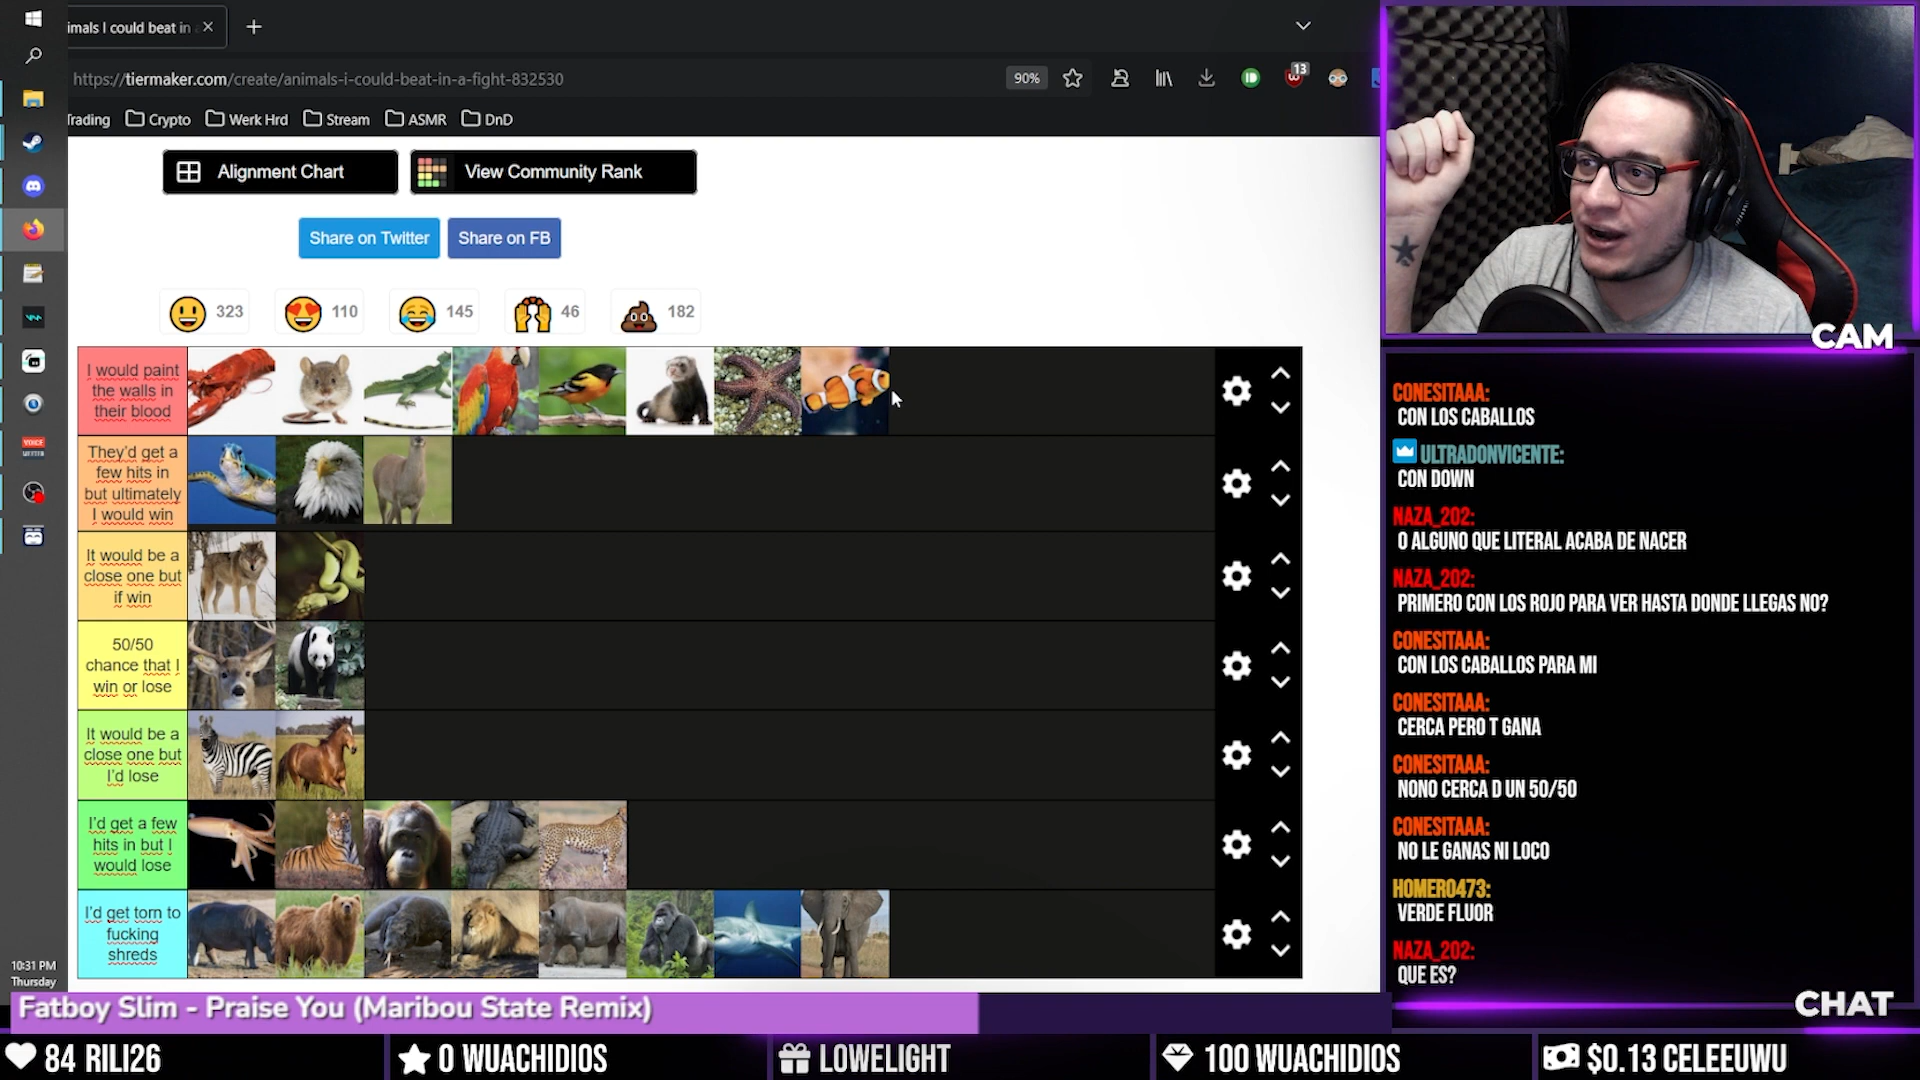 imals I could beat in
https://tiermaker.com/create/animals-i-could-beat-in-a-fight-832530
90%
13
Trading
Crypto
Werk Hrd
Stream
ASMR
DnD
Alignment Chart
View Community Rank
Share on Twitter
Share on FB
323
110
145
46
182
I would paint
the walls in
their blood
They'd get a
few hits in
but ultimately
I would win
It would be a
close one but
if win
50/50
chance that I
win or lose
It would be a
close one but
I'd lose
I'd get a few
hits in but I
would lose
I'd get torn to
fucking
shreds
10:31 PM
Thursday
CAM
CONESITAAA:
CON LOS CABALLOS
ULTRADONVICENTE:
CON DOWN
NAZA_202:
O ALGUNO QUE LITERAL ACABA DE NACER
NAZA_202:
PRIMERO CON LOS ROJO PARA VER HASTA DONDE LLEGAS NO?
CONESITAAA:
CON LOS CABALLOS PARA MI
CONESITAAA:
CERCA PERO T GANA
CONESITAAA:
NONO CERCA D UN 50/50
CONESITAAA:
NO LE GANAS NI LOCO
HOMERO473:
VERDE FLUOR
NAZA_202:
QUE ES?
CHAT
Fatboy Slim - Praise You (Maribou State Remix)
84 RILI26
0 WUACHIDIOS
LOWELIGHT
100 WUACHIDIOS
$0.13 CELEEUWU